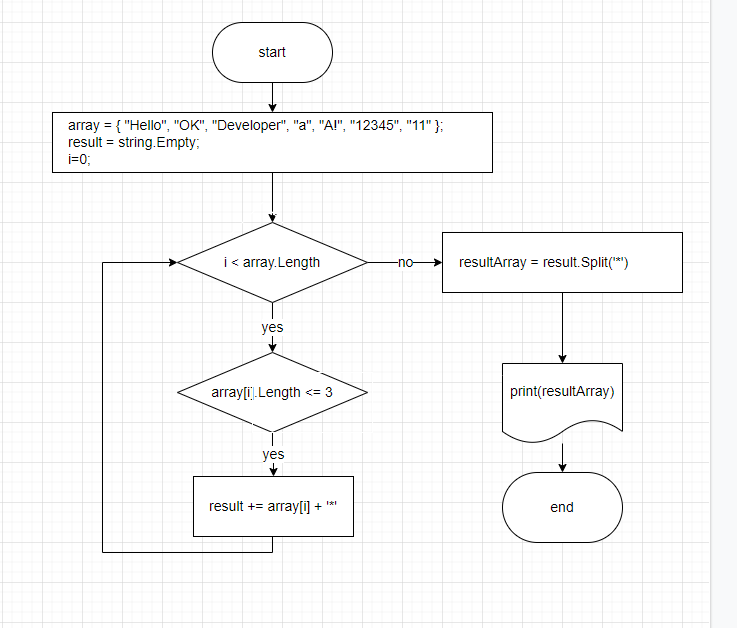 start
array = { "Hello", "OK", "Developer", "a", "A!", "12345", "11" };
result = string.Empty;
i=0;
i < array.Length
no
resultArray = result.Split('*')
yes
array[i].Length <= 3
print(resultArray)
yes
result += array[i] + '*'
end